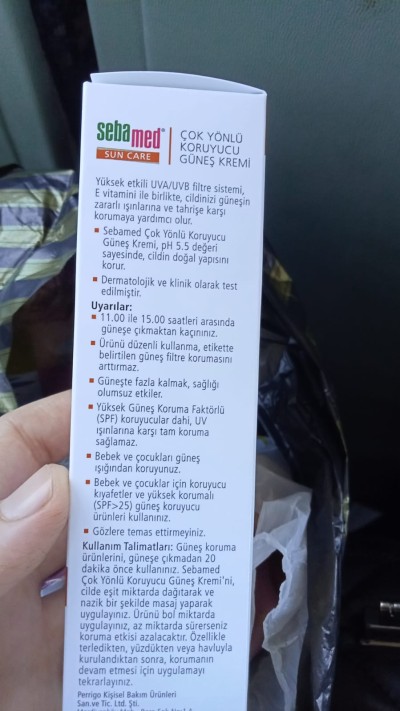 sebamed®
SUN CARE
ÇOK YÖNLÜ
KORUYUCU
GÜNEŞ KREMİ
Yüksek etkili UVA/UVB filtre sistemi,
E vitamini ile birlikte, cildinizi güneşin
zararlı ışınlarına ve tahrişe karşı
korumaya yardımcı olur.
▪ Sebamed Çok Yönlü Koruyucu
Güneş Kremi, pH 5.5 değeri
sayesinde, cildin doğal yapısını
korur.
▪ Dermatolojik ve klinik olarak test
edilmiştir.
Uyarılar:
▪ 11.00 ile 15.00 saatleri arasında
güneşe çıkmaktan kaçınınız.
▪ Ürünü düzenli kullanma, etikette
belirtilen güneş filtre korumasını
arttırmaz.
▪ Güneşte fazla kalmak, sağlığı
olumsuz etkiler.
▪ Yüksek Güneş Koruma Faktörlü
(SPF) koruyucular dahi, UV
ışınlarına karşı tam koruma
sağlamaz.
▪ Bebek ve çocukları güneş
ışığından koruyunuz.
▪ Bebek ve çocuklar için koruyucu
kıyafetler ve yüksek korumalı
(SPF>25) güneş koruyucu
ürünleri kullanınız.
▪ Gözlere temas ettirmeyiniz.
Kullanım Talimatları: Güneş koruma
ürünlerini, güneşe çıkmadan 20
dakika önce kullanınız. Sebamed
Çok Yönlü Koruyucu Güneş Kremi'ni,
cilde eşit miktarda dağıtarak ve
nazik bir şekilde masaj yaparak
uygulayınız. Ürünü bol miktarda
uygulayınız, az miktarda sürerseniz
koruma etkisi azalacaktır. Özellikle
terledikten, yüzdükten veya havluyla
kurulandıktan sonra, korumanın
devam etmesi için uygulamayı
tekrarlayınız.
Perrigo Kişisel Bakım Ürünleri
San.ve Tic. Ltd. Şti.